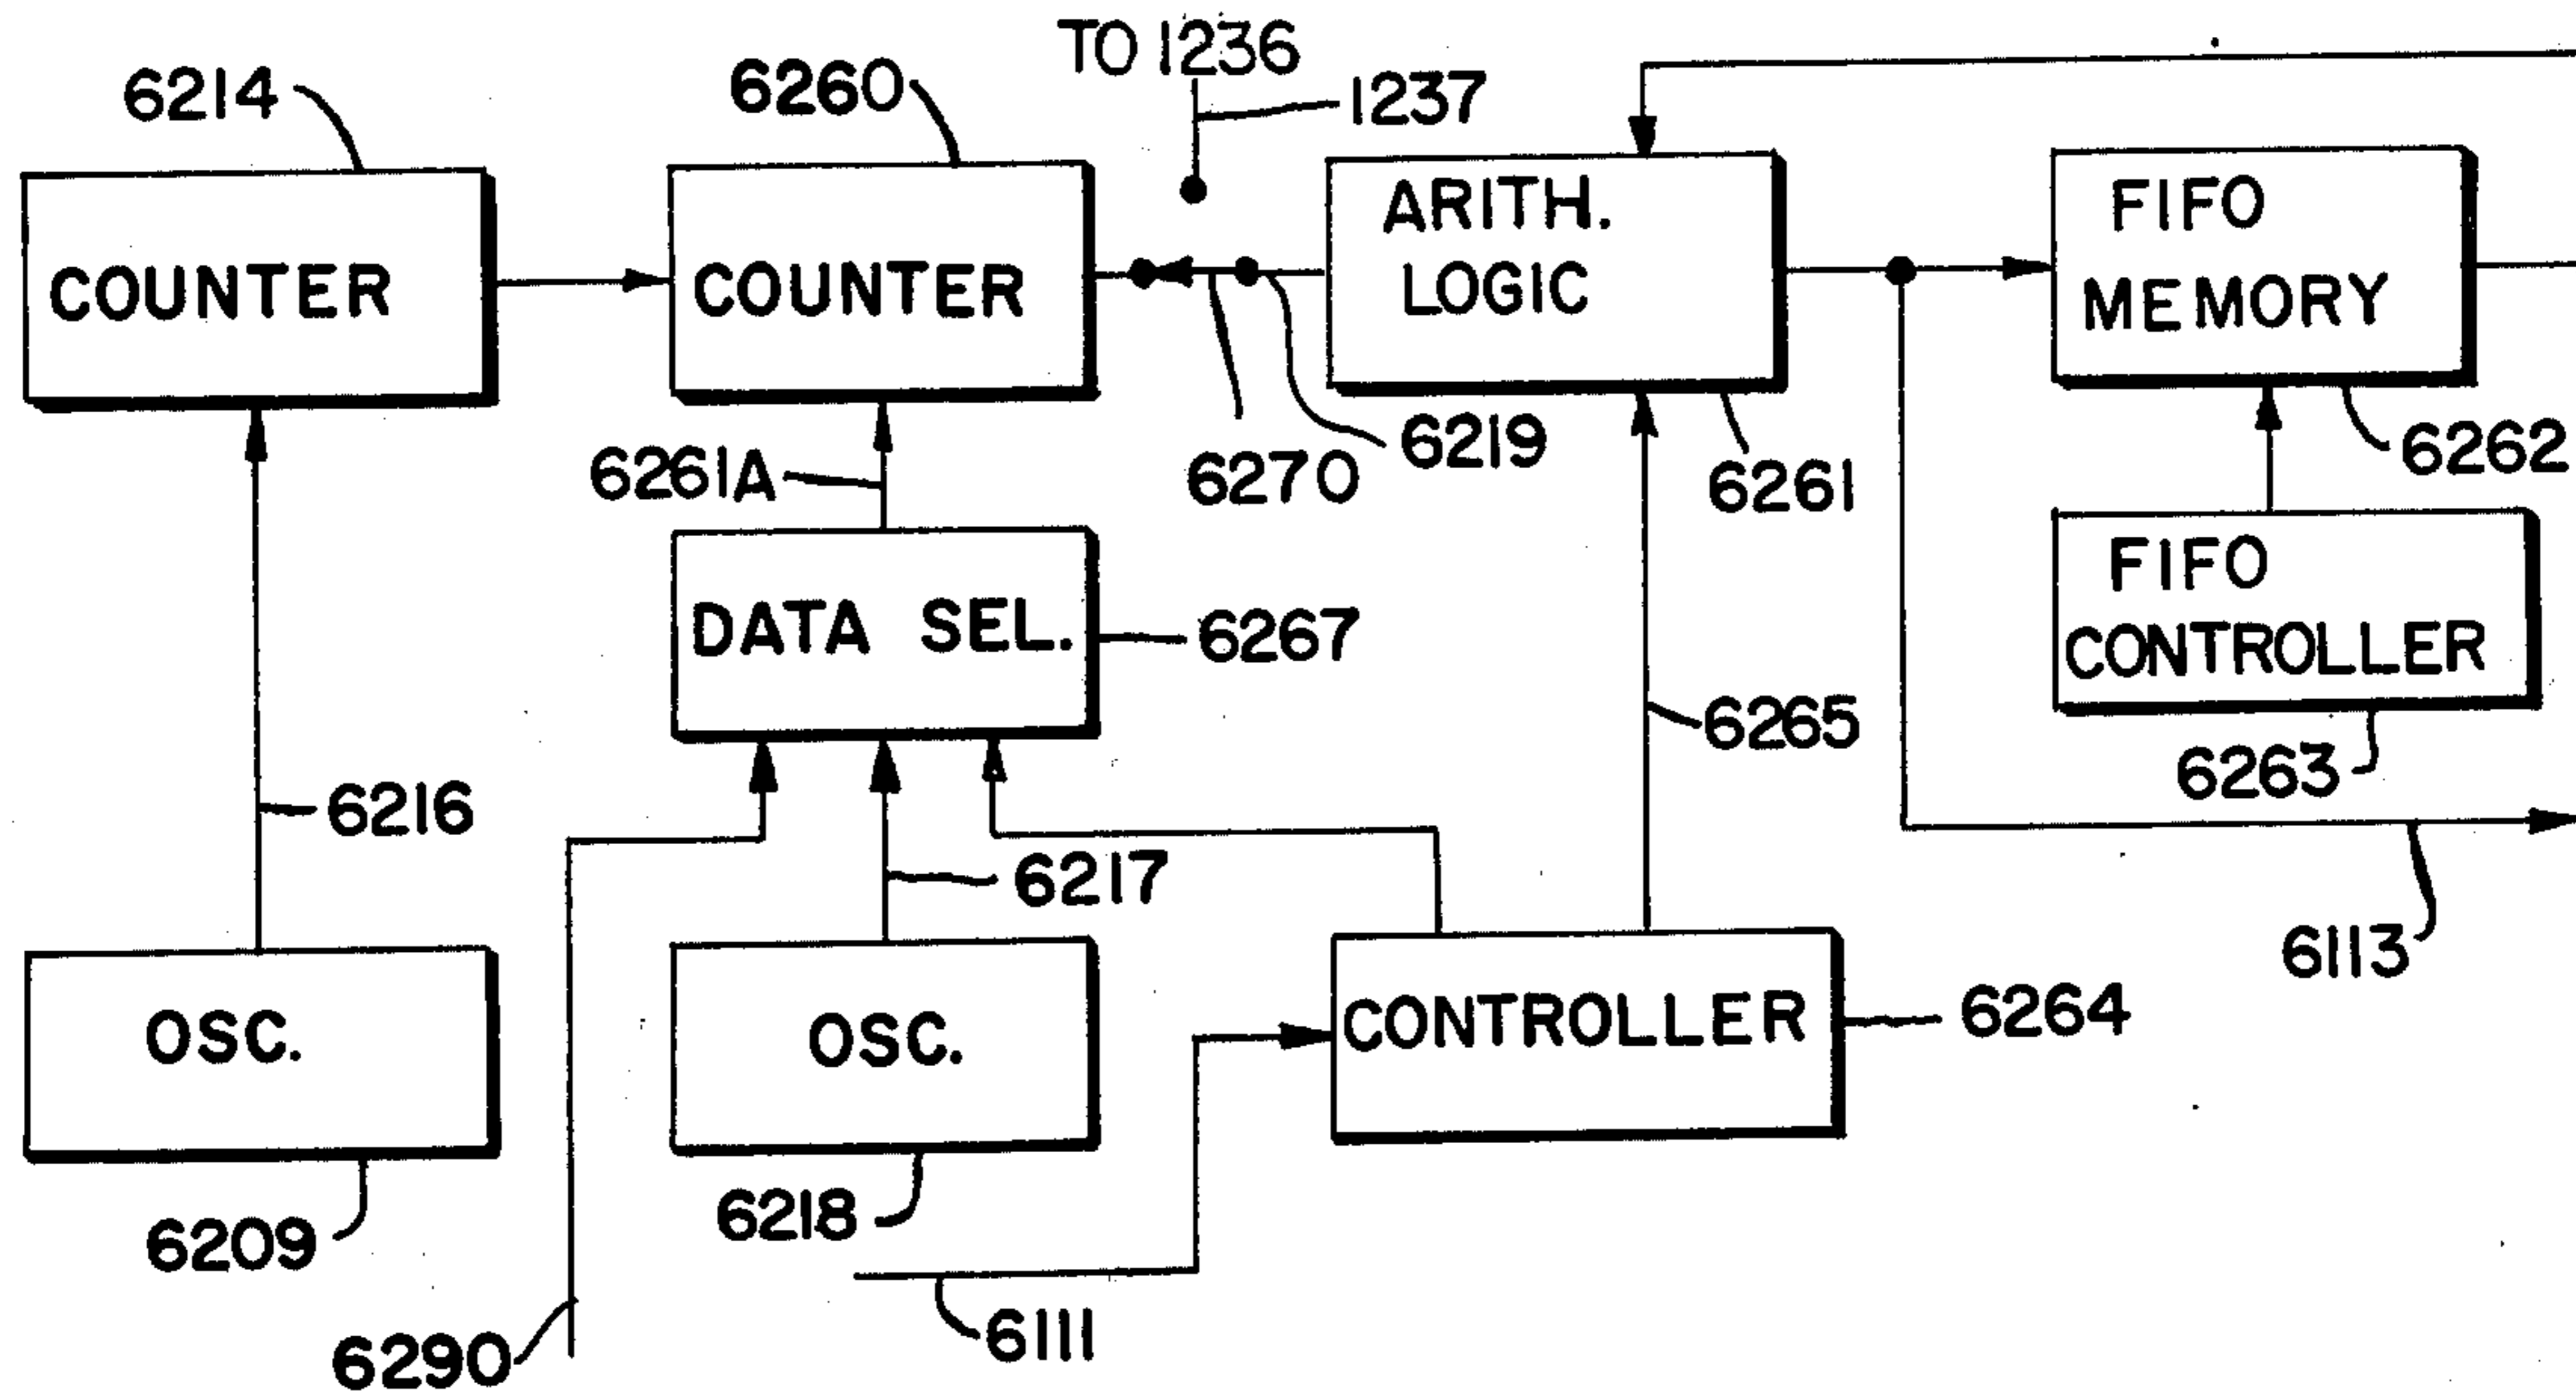 TO 1236
6214
6260
1237
COUNTER
COUNTER
ARITH.
LOGIC
FIFO
MEMORY
6261A
6270
6219
6261
6262
DATA SEL.
6267
FIFO
CONTROLLER
6265
6263
6216
6217
6113
OSC.
OSC.
CONTROLLER
6264
6209
6218
6290
6111